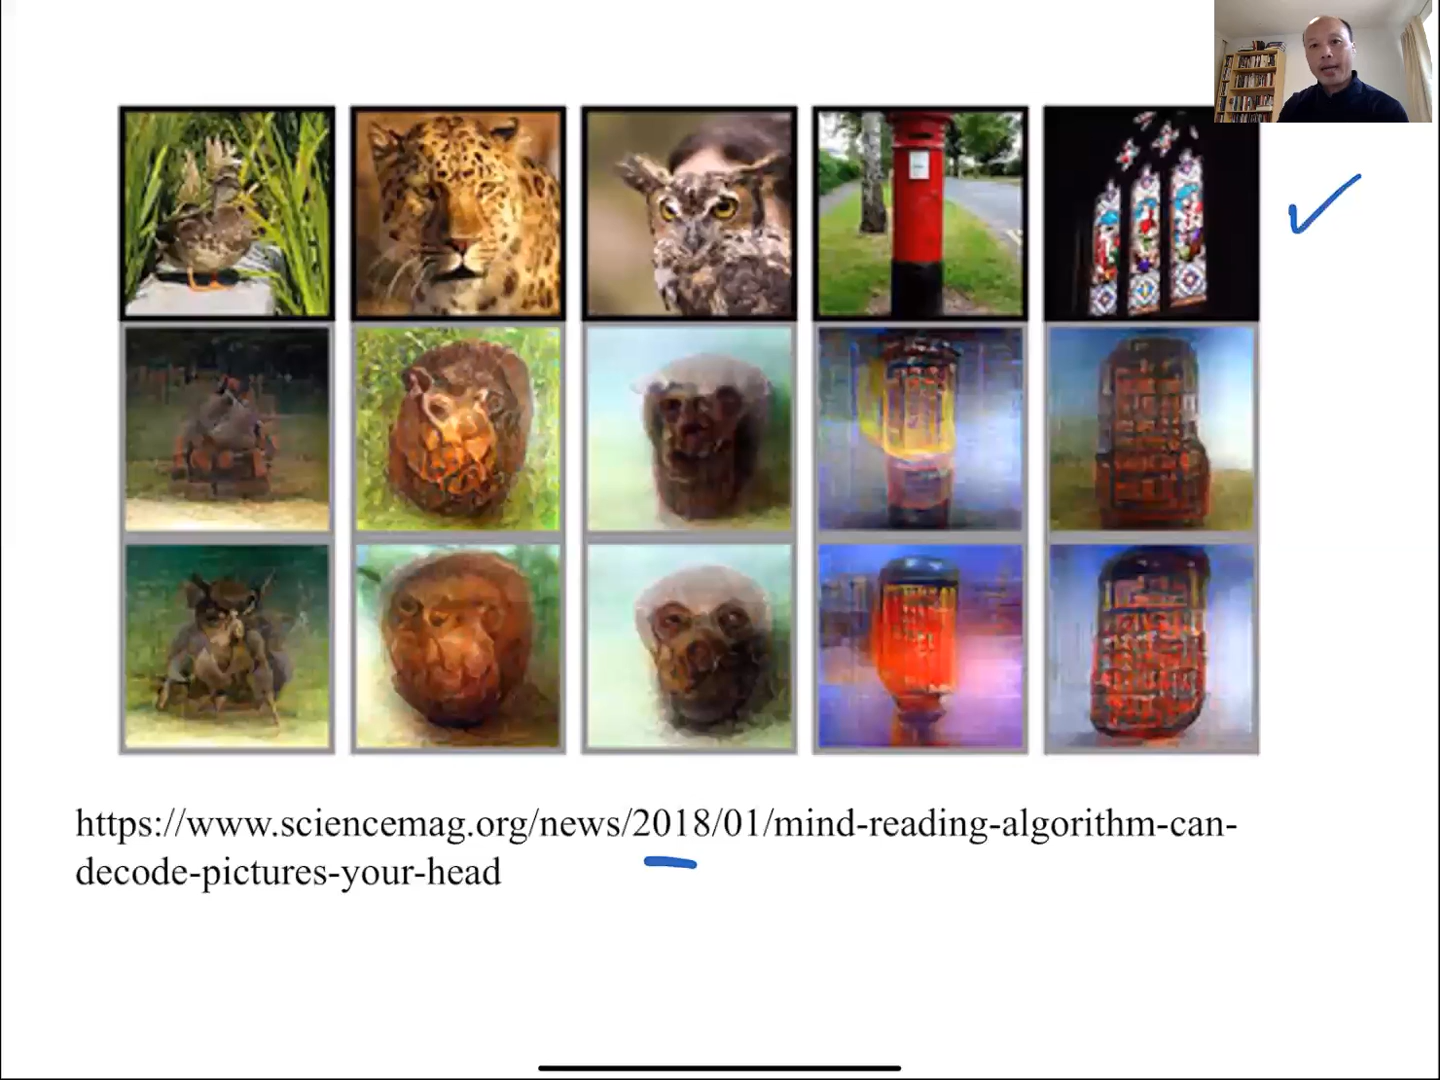 https://www.sciencemag.org/news/2018/01/mind-reading-algorithm-can-
decode-pictures-your-head